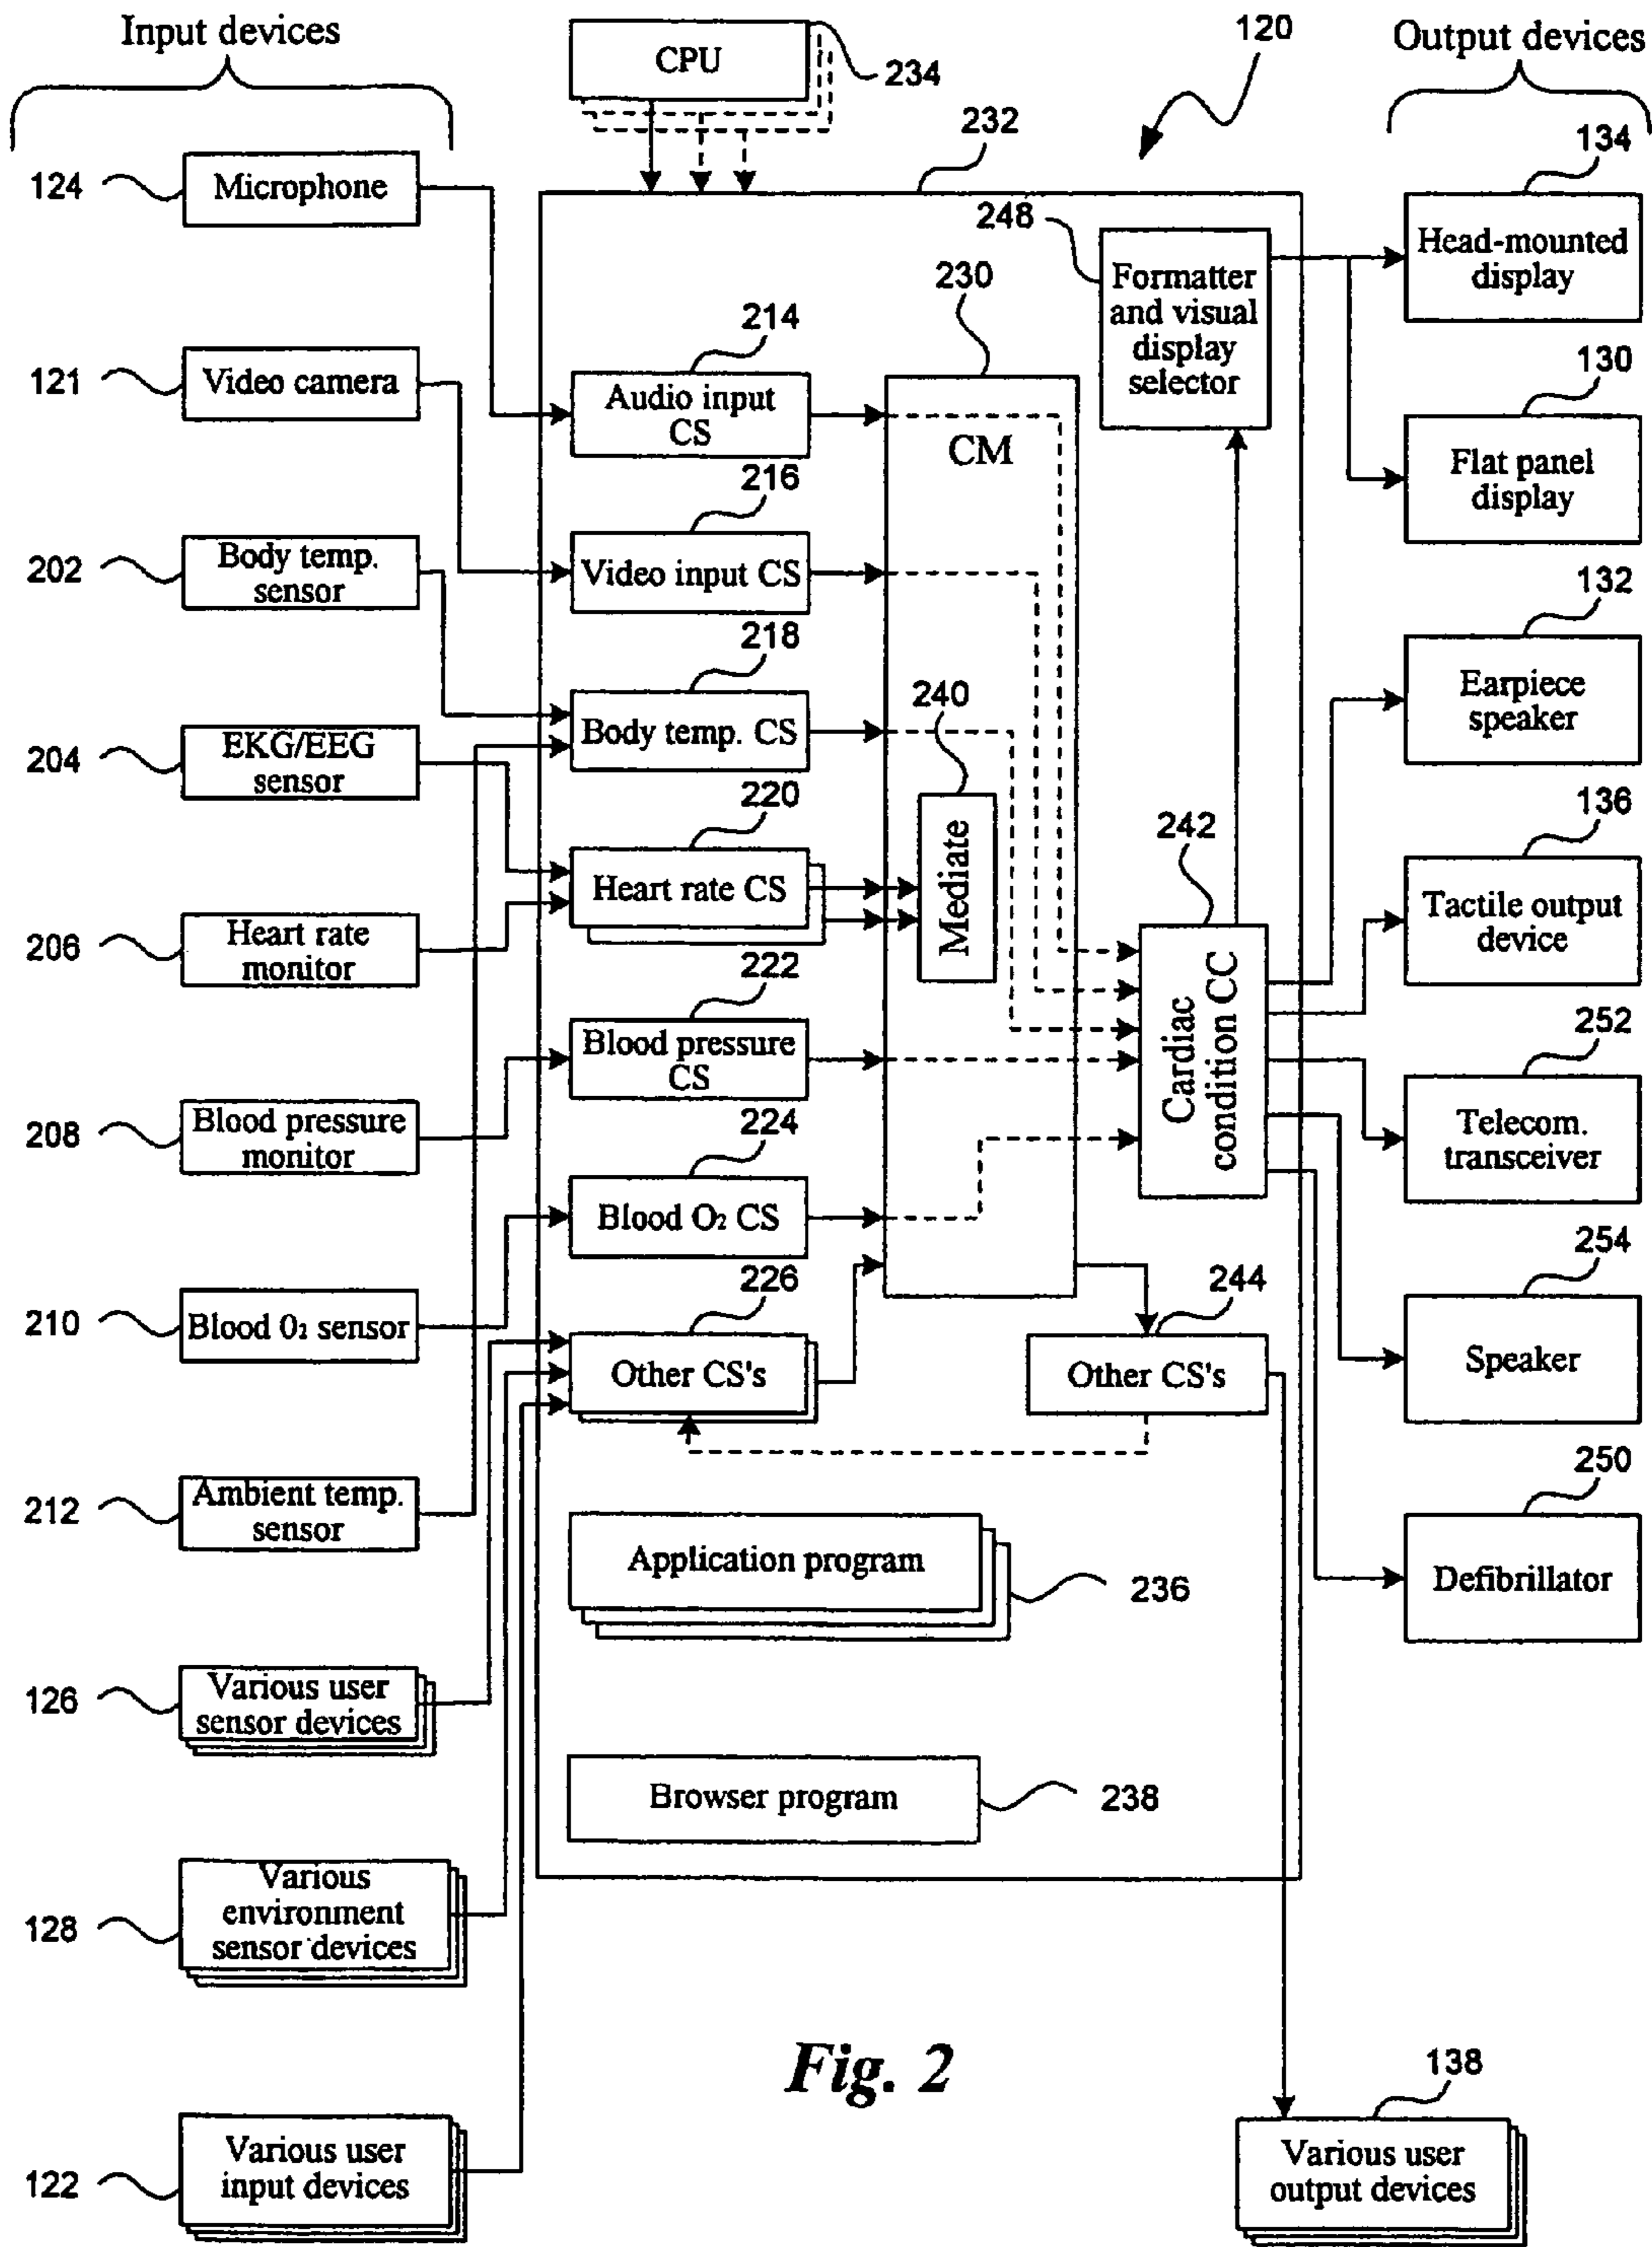 Input devices
CPU
234
120
Output devices
232
134
124
Microphone
248
Head-mounted
display
Formatter
and visual
display
selector
230
214
121
Video camera
Audio input
CS
CM
130
Flat panel
display
216
202
Body temp.
sensor
Video input CS
132
218
Earpiece
speaker
240
204
EKG/EEG
sensor
Body temp. CS
220
136
242
Mediate
Heart rate CS
Tactile output
device
206
Heart rate
monitor
222
Cardiac
condition CC
252
Blood pressure
CS
208
Blood pressure
monitor
224
Telecom.
transceiver
Blood O2 CS
254
226
244
210
Blood 02 sensor
Other CS's
Other CS's
Speaker
250
212
Ambient temp.
sensor
Application program
236
Defibrillator
126
Various user
sensor devices
Browser program
238
128
Various
environment
sensor devices
Fig. 2
138
122
Various user
input devices
Various user
output devices